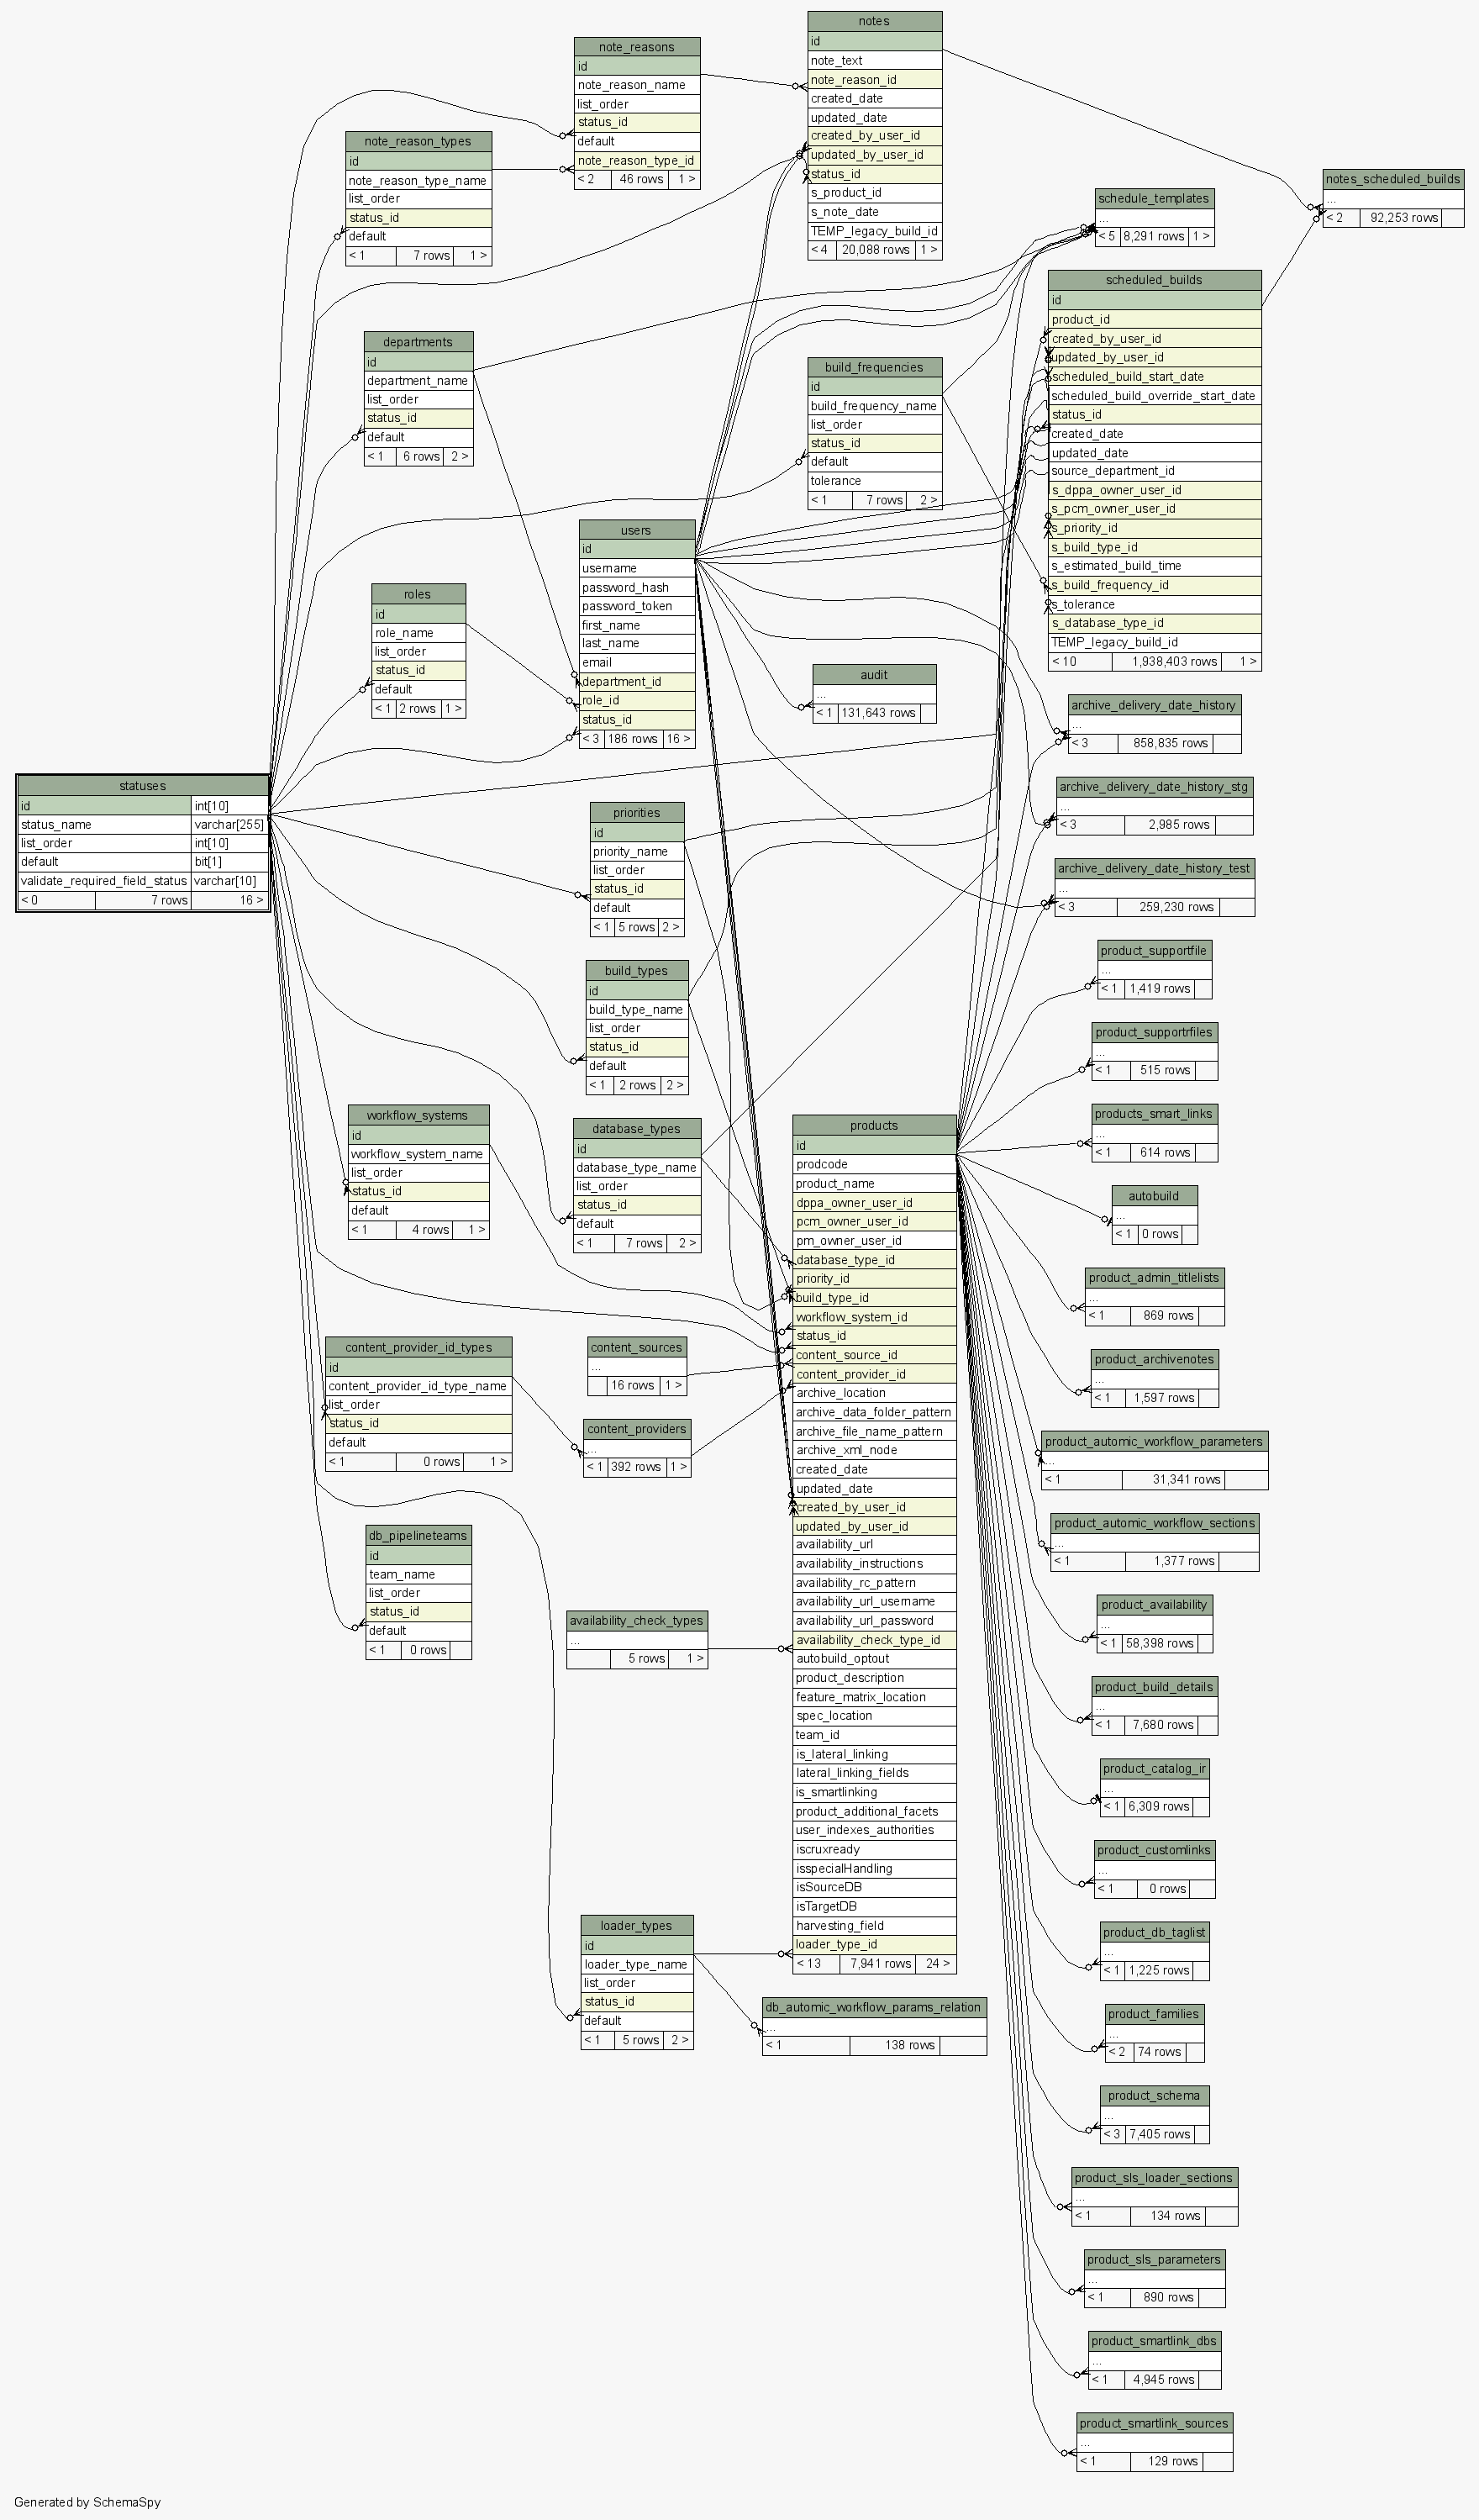 notes
id
note_text
note_reason_id
created_date
updated_date
created_by_user_id
updated_by_user_id
status_id
s_product_id
s_note_date
TEMP_legacy_build_id
< 4 20,088 rows 1 >
note_reasons
id
note_reason_name
list_order
status_id
default
note_reason_type_id
< 2 46 rows 1 >
note_reason_types
id
note_reason_type_name
list_order
status_id
default
< 1 7 rows 1 >
notes_scheduled_builds
...
< 2 92,253 rows
schedule_templates
...
< 5 8,291 rows 1 >
scheduled_builds
id
product_id
created_by_user_id
updated_by_user_id
scheduled_build_start_date
scheduled_build_override_start_date
status_id
created_date
updated_date
source_department_id
s_dppa_owner_user_id
s_pcm_owner_user_id
s_priority_id
s_build_type_id
s_estimated_build_time
s_build_frequency_id
s_tolerance
s_database_type_id
TEMP_legacy_build_id
< 10 1,938,403 rows 1 >
departments
id
department_name
list_order
status_id
default
< 1 6 rows 2 >
build_frequencies
id
build_frequency_name
list_order
status_id
default
tolerance
< 1 7 rows 2 >
users
id
username
password_hash
password_token
first_name
last_name
email
department_id
role_id
status_id
< 3 186 rows 16 >
roles
id
role_name
list_order
status_id
default
< 1 2 rows 1 >
audit
...
< 1 131,643 rows
archive_delivery_date_history
...
< 3 858,835 rows
statuses
id int[10]
status_name varchar[255]
list_order int[10]
default bit[1]
validate_required_field_status varchar[10]
< 0 7 rows 16 >
archive_delivery_date_history_stg
...
< 3 2,985 rows
priorities
id
priority_name
list_order
status_id
default
< 1 5 rows 2 >
archive_delivery_date_history_test
...
< 3 259,230 rows
product_supportfile
...
< 1 1,419 rows
build_types
id
build_type_name
list_order
status_id
default
< 1 2 rows 2 >
product_supportrfiles
...
< 1 515 rows
workflow_systems
id
workflow_system_name
list_order
status_id
default
< 1 4 rows 1 >
database_types
id
database_type_name
list_order
status_id
default
< 1 7 rows 2 >
products
id
prodcode
product_name
dppa_owner_user_id
pcm_owner_user_id
pm_owner_user_id
database_type_id
priority_id
build_type_id
workflow_system_id
status_id
content_source_id
content_provider_id
archive_location
archive_data_folder_pattern
archive_file_name_pattern
archive_xml_node
created_date
updated_date
created_by_user_id
updated_by_user_id
availability_url
availability_instructions
availability_rc_pattern
availability_url_username
availability_url_password
availability_check_type_id
autobuild_optout
product_description
feature_matrix_location
spec_location
team_id
is_lateral_linking
lateral_linking_fields
is_smartlinking
product_additional_facets
user_indexes_authorities
iscruxready
isspecialHandling
isSourceDB
isTargetDB
harvesting_field
loader_type_id
< 13 7,941 rows 24 >
products_smart_links
...
< 1 614 rows
autobuild
...
< 1 0 rows
product_admin_titlelists
...
< 1 869 rows
content_provider_id_types
id
content_provider_id_type_name
list_order
status_id
default
< 1 0 rows 1 >
content_sources
...
16 rows 1 >
product_archivenotes
...
< 1 1,597 rows
content_providers
...
< 1 392 rows 1 >
product_automic_workflow_parameters
...
< 1 31,341 rows
product_automic_workflow_sections
...
< 1 1,377 rows
db_pipelineteams
id
team_name
list_order
status_id
default
< 1 0 rows
availability_check_types
...
5 rows 1 >
product_availability
...
< 1 58,398 rows
product_build_details
...
< 1 7,680 rows
product_catalog_ir
...
< 1 6,309 rows
product_customlinks
...
< 1 0 rows
loader_types
id
loader_type_name
list_order
status_id
default
< 1 5 rows 2 >
product_db_taglist
...
< 1 1,225 rows
db_automic_workflow_params_relation
...
< 1 138 rows
product_families
...
< 2 74 rows
product_schema
...
< 3 7,405 rows
product_sls_loader_sections
...
< 1 134 rows
product_sls_parameters
...
< 1 890 rows
product_smartlink_dbs
...
< 1 4,945 rows
product_smartlink_sources
...
< 1 129 rows
Generated by SchemaSpy